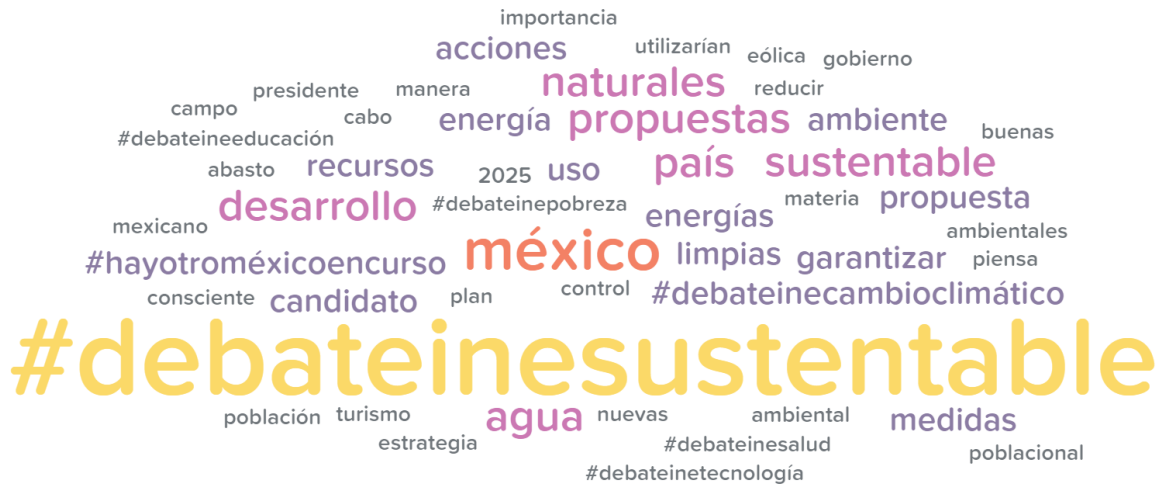 importancia
acciones utilizarían eólica gobierno
naturales reducir
presidente manera
campo cabo energía propuestas ambiente buenas
#debateineeducación
abasto recursos 2025 uso país sustentable
desarrollo #debateinepobreza energías materia propuesta
mexicano ambientales
#hayotroméxicoencurso méxico limpias garantizar piensa
consciente candidato plan control #debateinecambioclimático
#debateinesustentable
población turismo agua nuevas ambiental medidas
estrategia #debateinesalud poblacional
#debateinetecnología